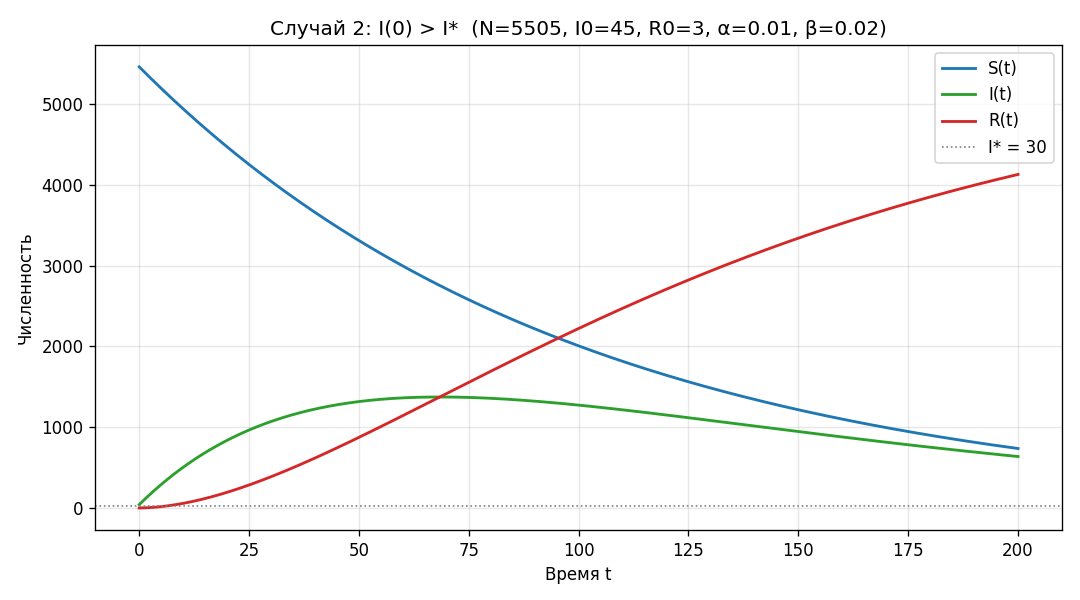 Случай 2: I(0) > I* (N=5505, I0=45, R0=3, α=0.01, β=0.02)
S(t)
I(t)
R(t)
I* = 30
Численность
5000
4000
3000
2000
1000
0
0 25 50 75 100 125 150 175 200
Время t